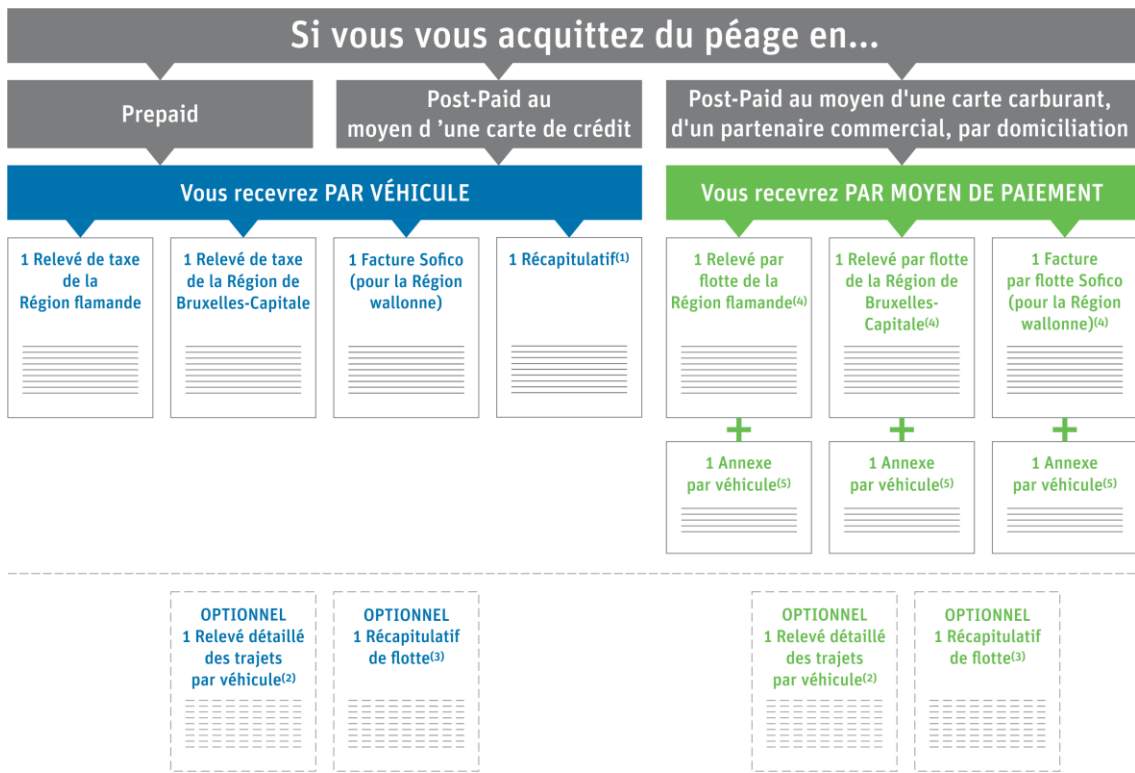 Si vous vous acquittez du péage en...
Prepaid
Post-Paid au
moyen d ’une carte de crédit
Post-Paid au moyen d'une carte carburant,
d'un partenaire commercial, par domiciliation
Vous recevrez PAR VÉHICULE
Vous recevrez PAR MOYEN DE PAIEMENT
1 Relevé de taxe
de la
Région flamande
1 Relevé de taxe
de la Région de
Bruxelles-Capitale
1 Facture Sofico
(pour la Région
wallonne)
1 Récapitulatif(1)
1 Relevé par
flotte de la
Région flamande(4)
1 Relevé par flotte
de la Région de
Bruxelles-
Capitale(4)
1 Facture
par flotte Sofico
(pour la Région
wallonne)(4)
+
+
+
1 Annexe
par véhicule(5)
1 Annexe
par véhicule(5)
1 Annexe
par véhicule(5)
OPTIONNEL
1 Relevé détaillé
des trajets
par véhicule(2)
OPTIONNEL
1 Récapitulatif
de flotte(3)
OPTIONNEL
1 Relevé détaillé
des trajets
par véhicule(2)
OPTIONNEL
1 Récapitulatif
de flotte(3)